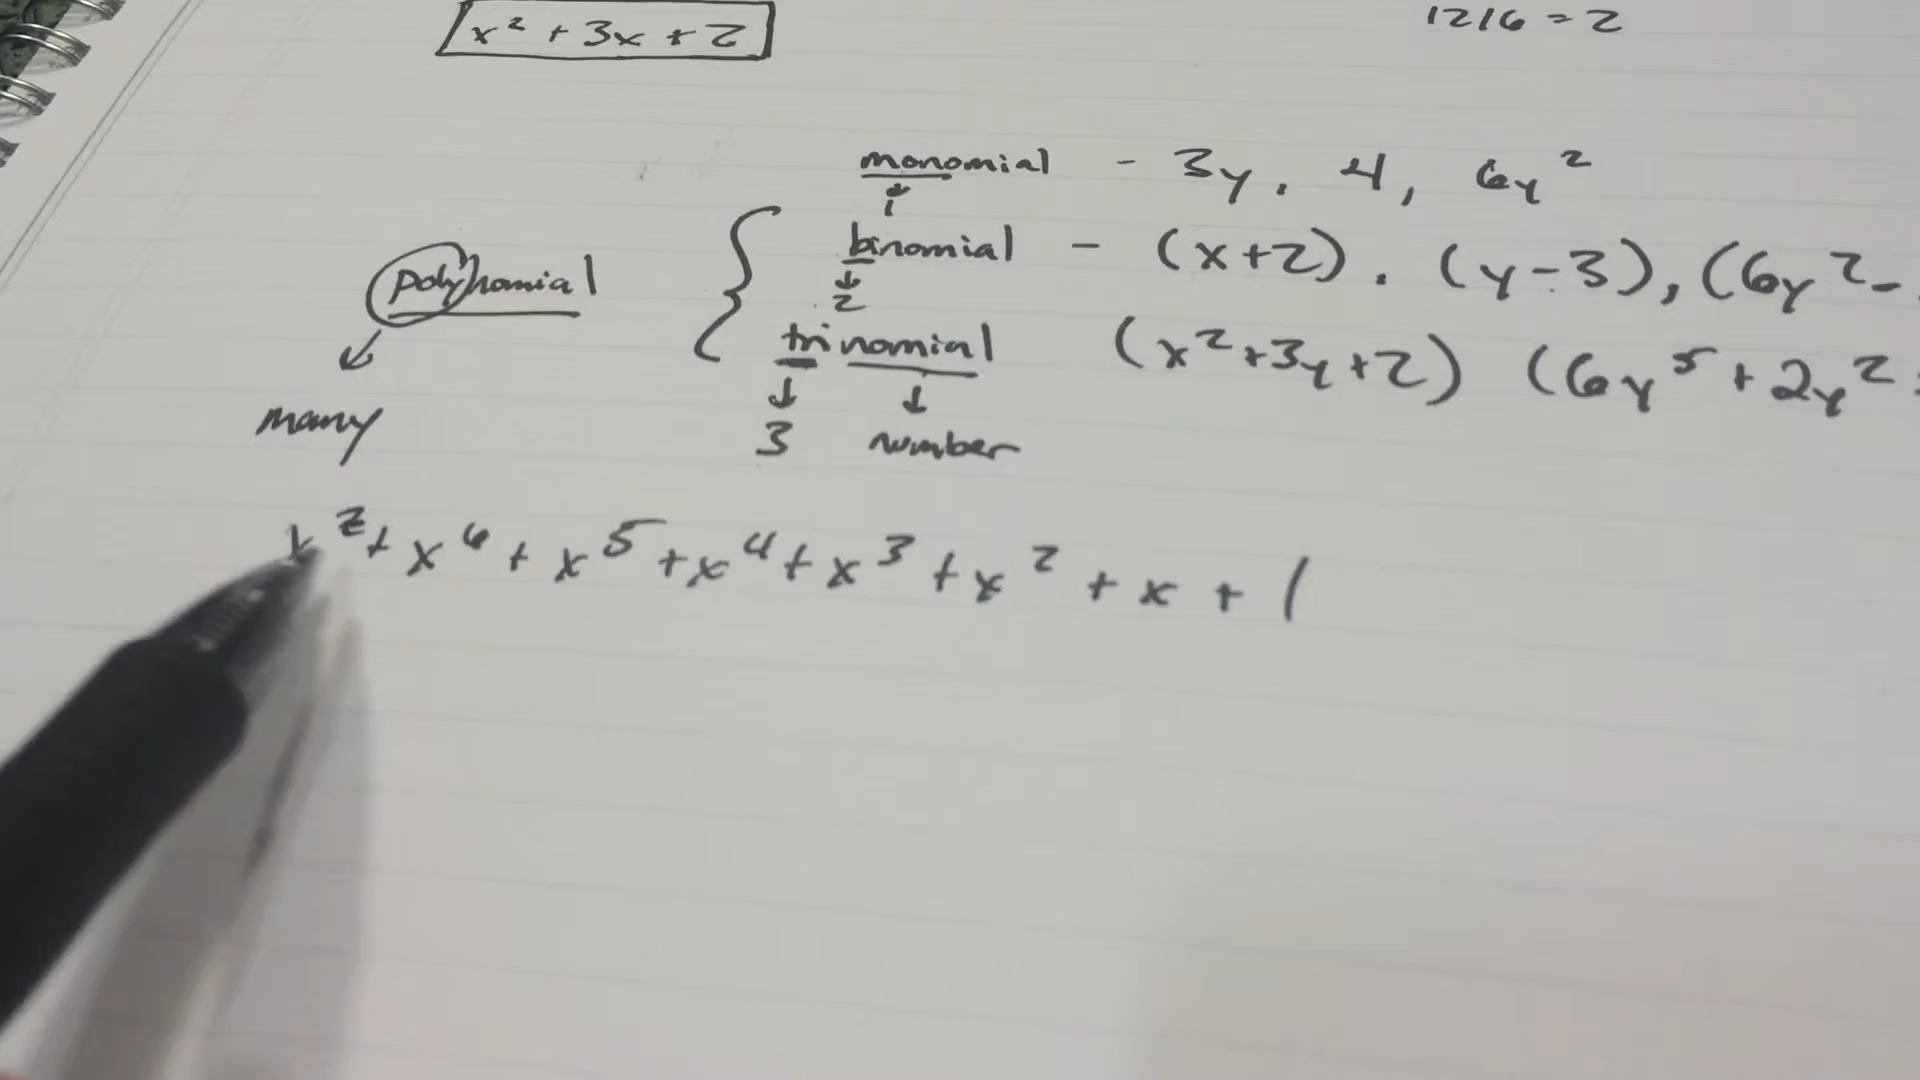 x² + 3x + 2
1216 = 2
monomial - 3y, 4, 6y²
1
binomial - (x+2), (y-3), (6y²-
2
polynomial
trinomial (x²+3y+2) (6y⁵+2y²
many
3 number
x² + x⁶ + x⁵ + x⁴ + x³ + x² + x + 1